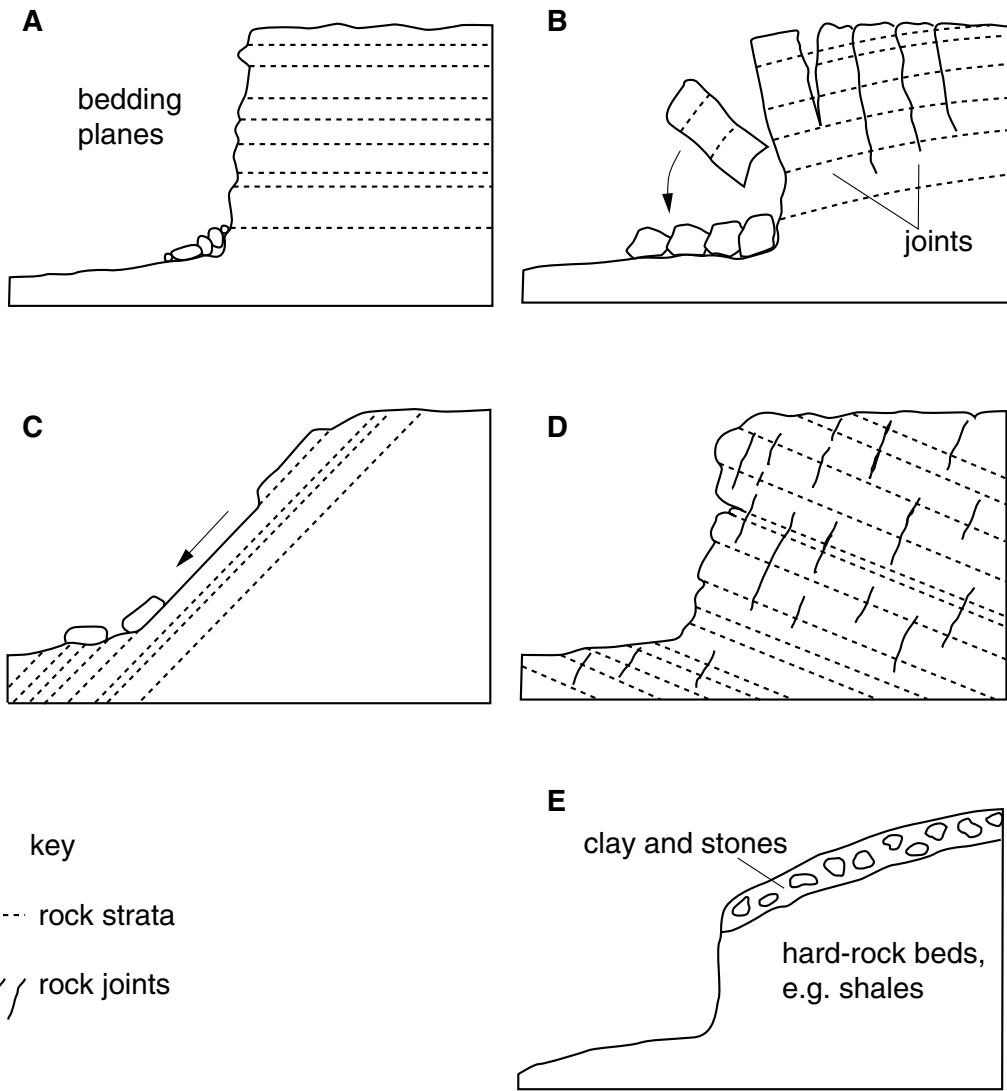 A
bedding
planes
B
joints
C
D
E
clay and stones
hard-rock beds,
e.g. shales
key
rock strata
rock joints